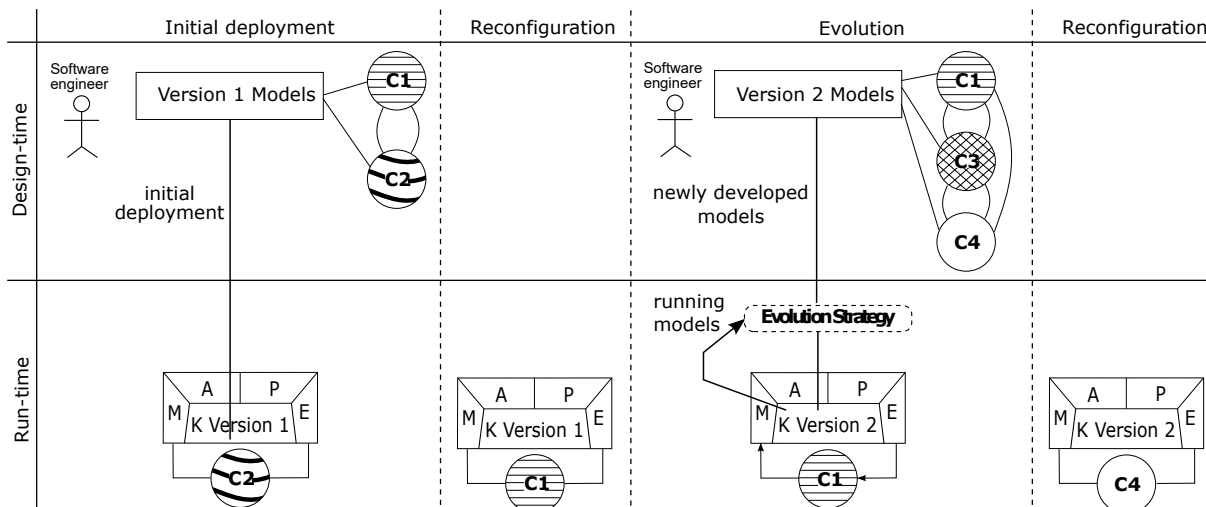 Initial deployment
Reconfiguration
Evolution
Reconfiguration
Design-time
Software
engineer
Version 1 Models
C1
C2
initial
deployment
Software
engineer
Version 2 Models
C1
C3
C4
newly developed
models
Run-time
running
models
Evolution Strategy
A P
M E
K Version 1
C2
A P
M E
K Version 1
C1
A P
M E
K Version 2
C1
A P
M E
K Version 2
C4